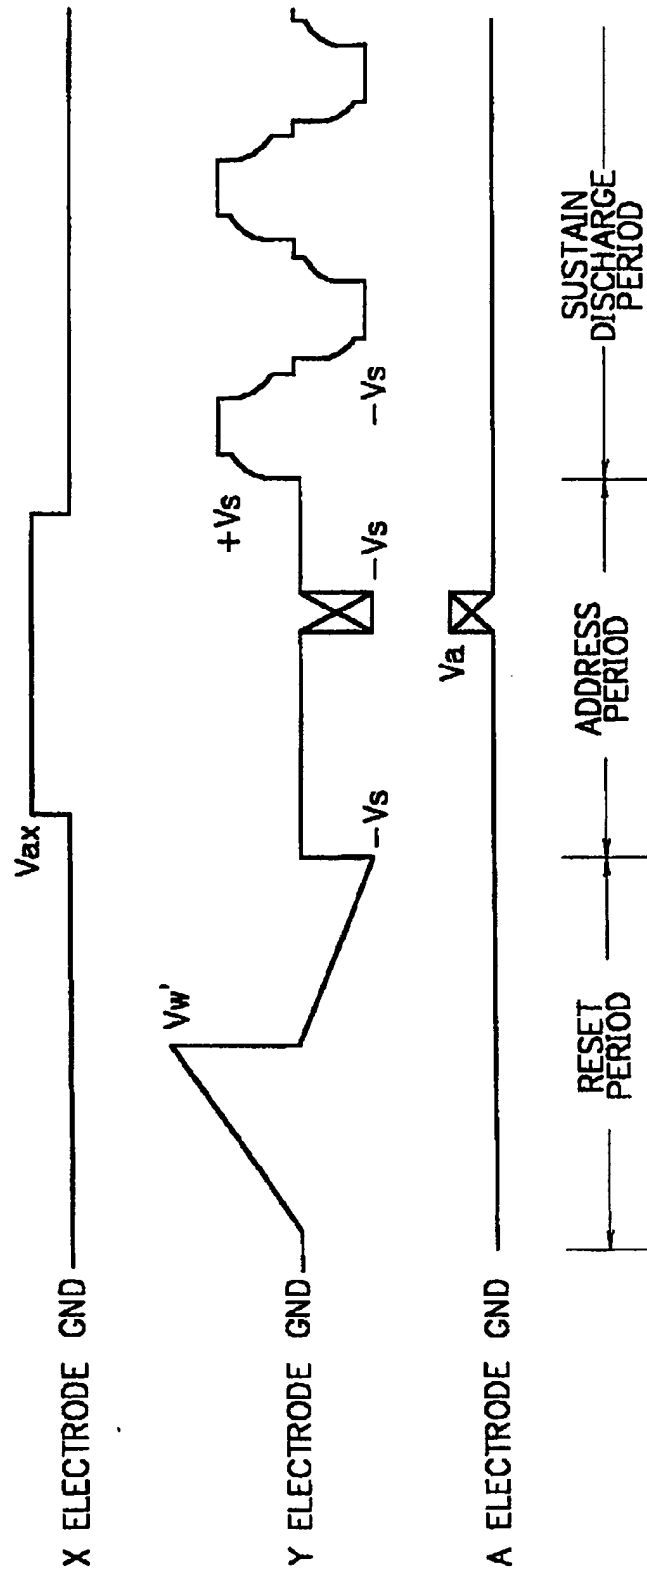 X ELECTRODE GND
Vax
Y ELECTRODE GND
Vw'
-Vs
-Vs
+Vs
-Vs
A ELECTRODE GND
Va
RESET
PERIOD
ADDRESS
PERIOD
SUSTAIN
DISCHARGE
PERIOD